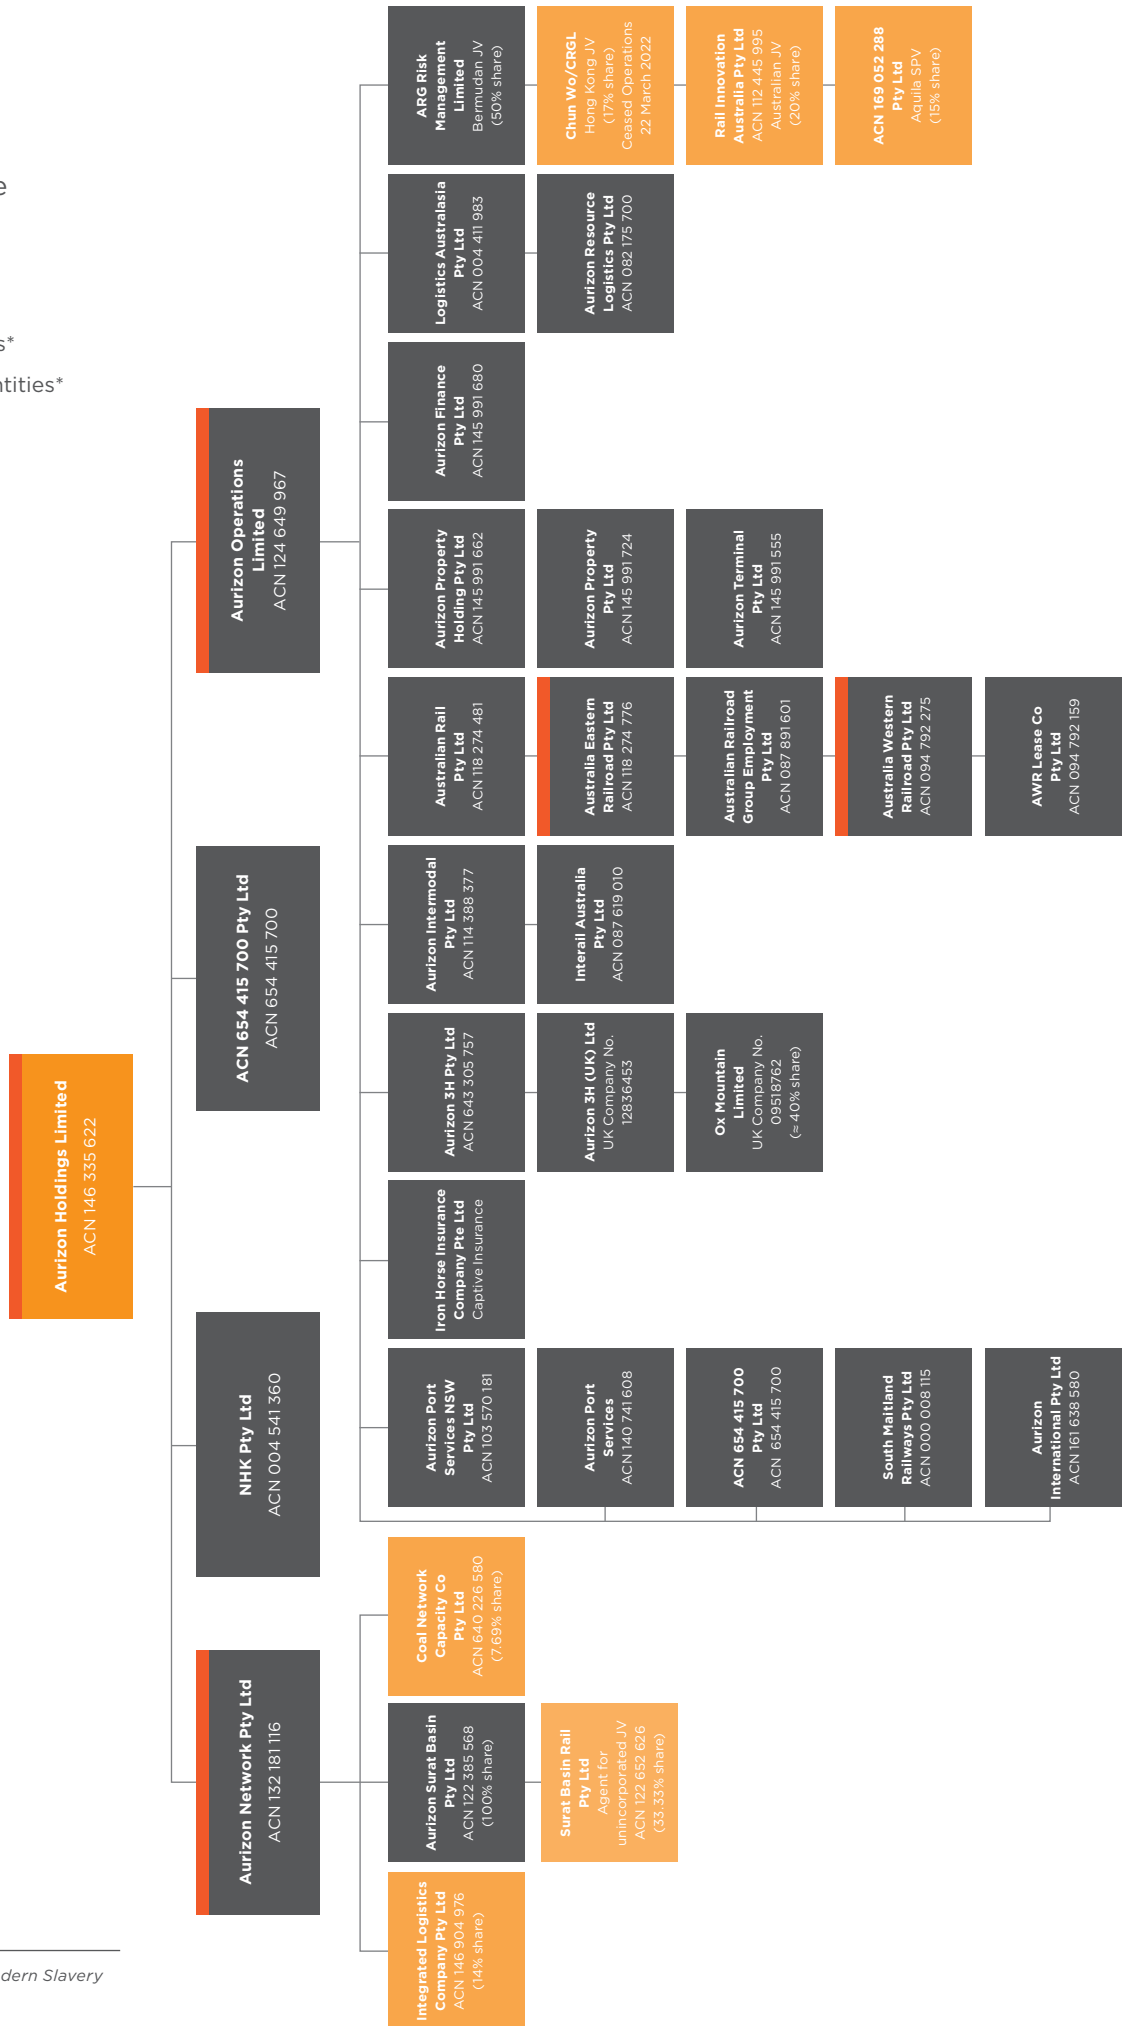 e
s*
ntities*
Aurizon Holdings Limited
ACN 146 335 622
Aurizon Network Pty Ltd
ACN 132 181 116
NHK Pty Ltd
ACN 004 541 360
ACN 654 415 700 Pty Ltd
ACN 654 415 700
Aurizon Operations
Limited
ACN 124 649 967
Integrated Logistics
Company Pty Ltd
ACN 146 904 976
(14% share)
Aurizon Surat Basin
Pty Ltd
ACN 122 385 568
(100% share)
Surat Basin Rail
Pty Ltd
Agent for
unincorporated JV
ACN 122 652 626
(33.33% share)
Coal Network
Capacity Co
Pty Ltd
ACN 640 226 580
(7.69% share)
Aurizon Port
Services NSW
Pty Ltd
ACN 103 570 181
Aurizon Port
Services
ACN 140 741 608
ACN 654 415 700
Pty Ltd
ACN 654 415 700
South Maitland
Railways Pty Ltd
ACN 000 008 115
Aurizon
International Pty Ltd
ACN 161 638 580
Iron Horse Insurance
Company Pte Ltd
Captive Insurance
Aurizon 3H Pty Ltd
ACN 643 305 757
Aurizon 3H (UK) Ltd
UK Company No.
12836453
Ox Mountain
Limited
UK Company No.
09518762
(≈ 40% share)
Aurizon Intermodal
Pty Ltd
ACN 114 388 377
Interail Australia
Pty Ltd
ACN 087 619 010
Australian Rail
Pty Ltd
ACN 118 274 481
Australia Eastern
Railroad Pty Ltd
ACN 118 274 776
Australian Railroad
Group Employment
Pty Ltd
ACN 087 891 601
Australia Western
Railroad Pty Ltd
ACN 094 792 275
AWR Lease Co
Pty Ltd
ACN 094 792 159
Aurizon Property
Holding Pty Ltd
ACN 145 991 662
Aurizon Property
Pty Ltd
ACN 145 991 724
Aurizon Terminal
Pty Ltd
ACN 145 991 555
Aurizon Finance
Pty Ltd
ACN 145 991 680
Logistics Australasia
Pty Ltd
ACN 004 411 983
Aurizon Resource
Logistics Pty Ltd
ACN 082 175 700
ARG Risk
Management
Limited
Bermudan JV
(50% share)
Chun Wo/CRGL
Hong Kong JV
(17% share)
Ceased Operations
22 March 2022
Rail Innovation
Australia Pty Ltd
ACN 112 445 995
Australian JV
(20% share)
ACN 169 052 288
Pty Ltd
Aquila SPV
(15% share)
dern Slavery